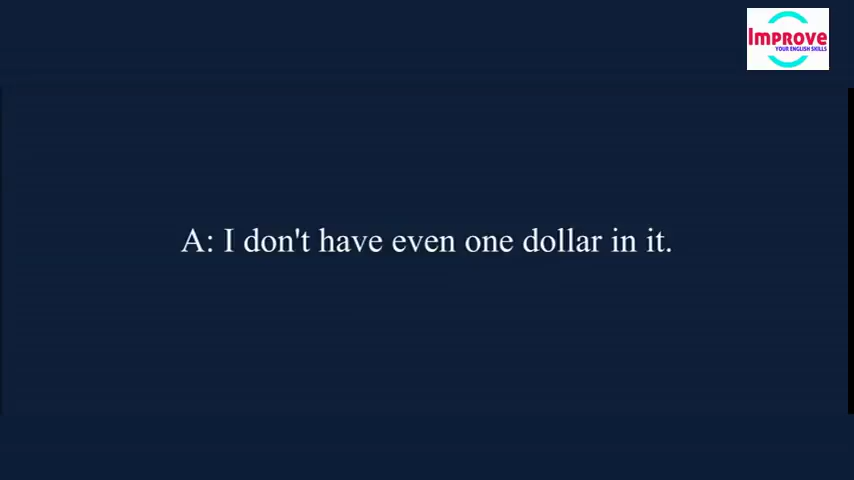 Improve
YOUR ENGLISH SKILLS
A: I don't have even one dollar in it.